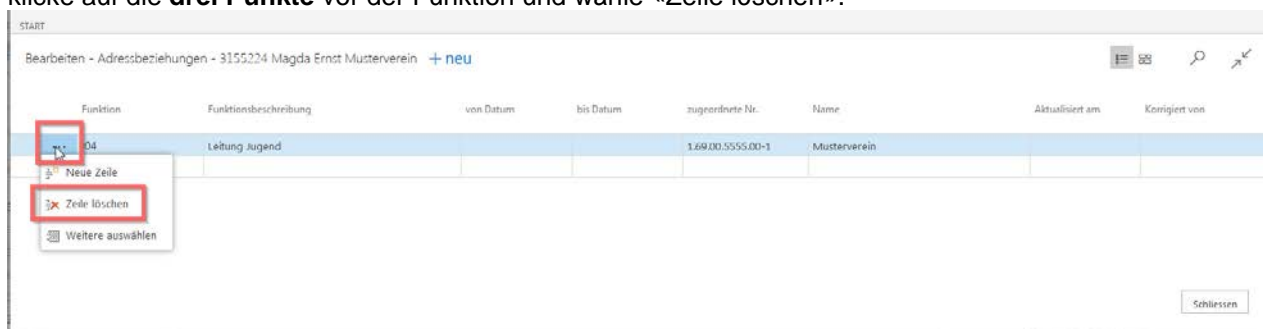 klicke auf die drei Punkte vor der Funktion und wähle «Zeile löschen».
START
Bearbeiten - Adressbeziehungen - 3155224 Magda Ernst Musterverein + neu
Funktion Funktionsbeschreibung von Datum bis Datum zugeordnete Nr. Name Aktualisiert am Korrigiert von
... 04 Leitung Jugend 1.69.00.5555.00-1 Musterverein
Neue Zeile
Zeile löschen
Weitere auswählen
Schliessen